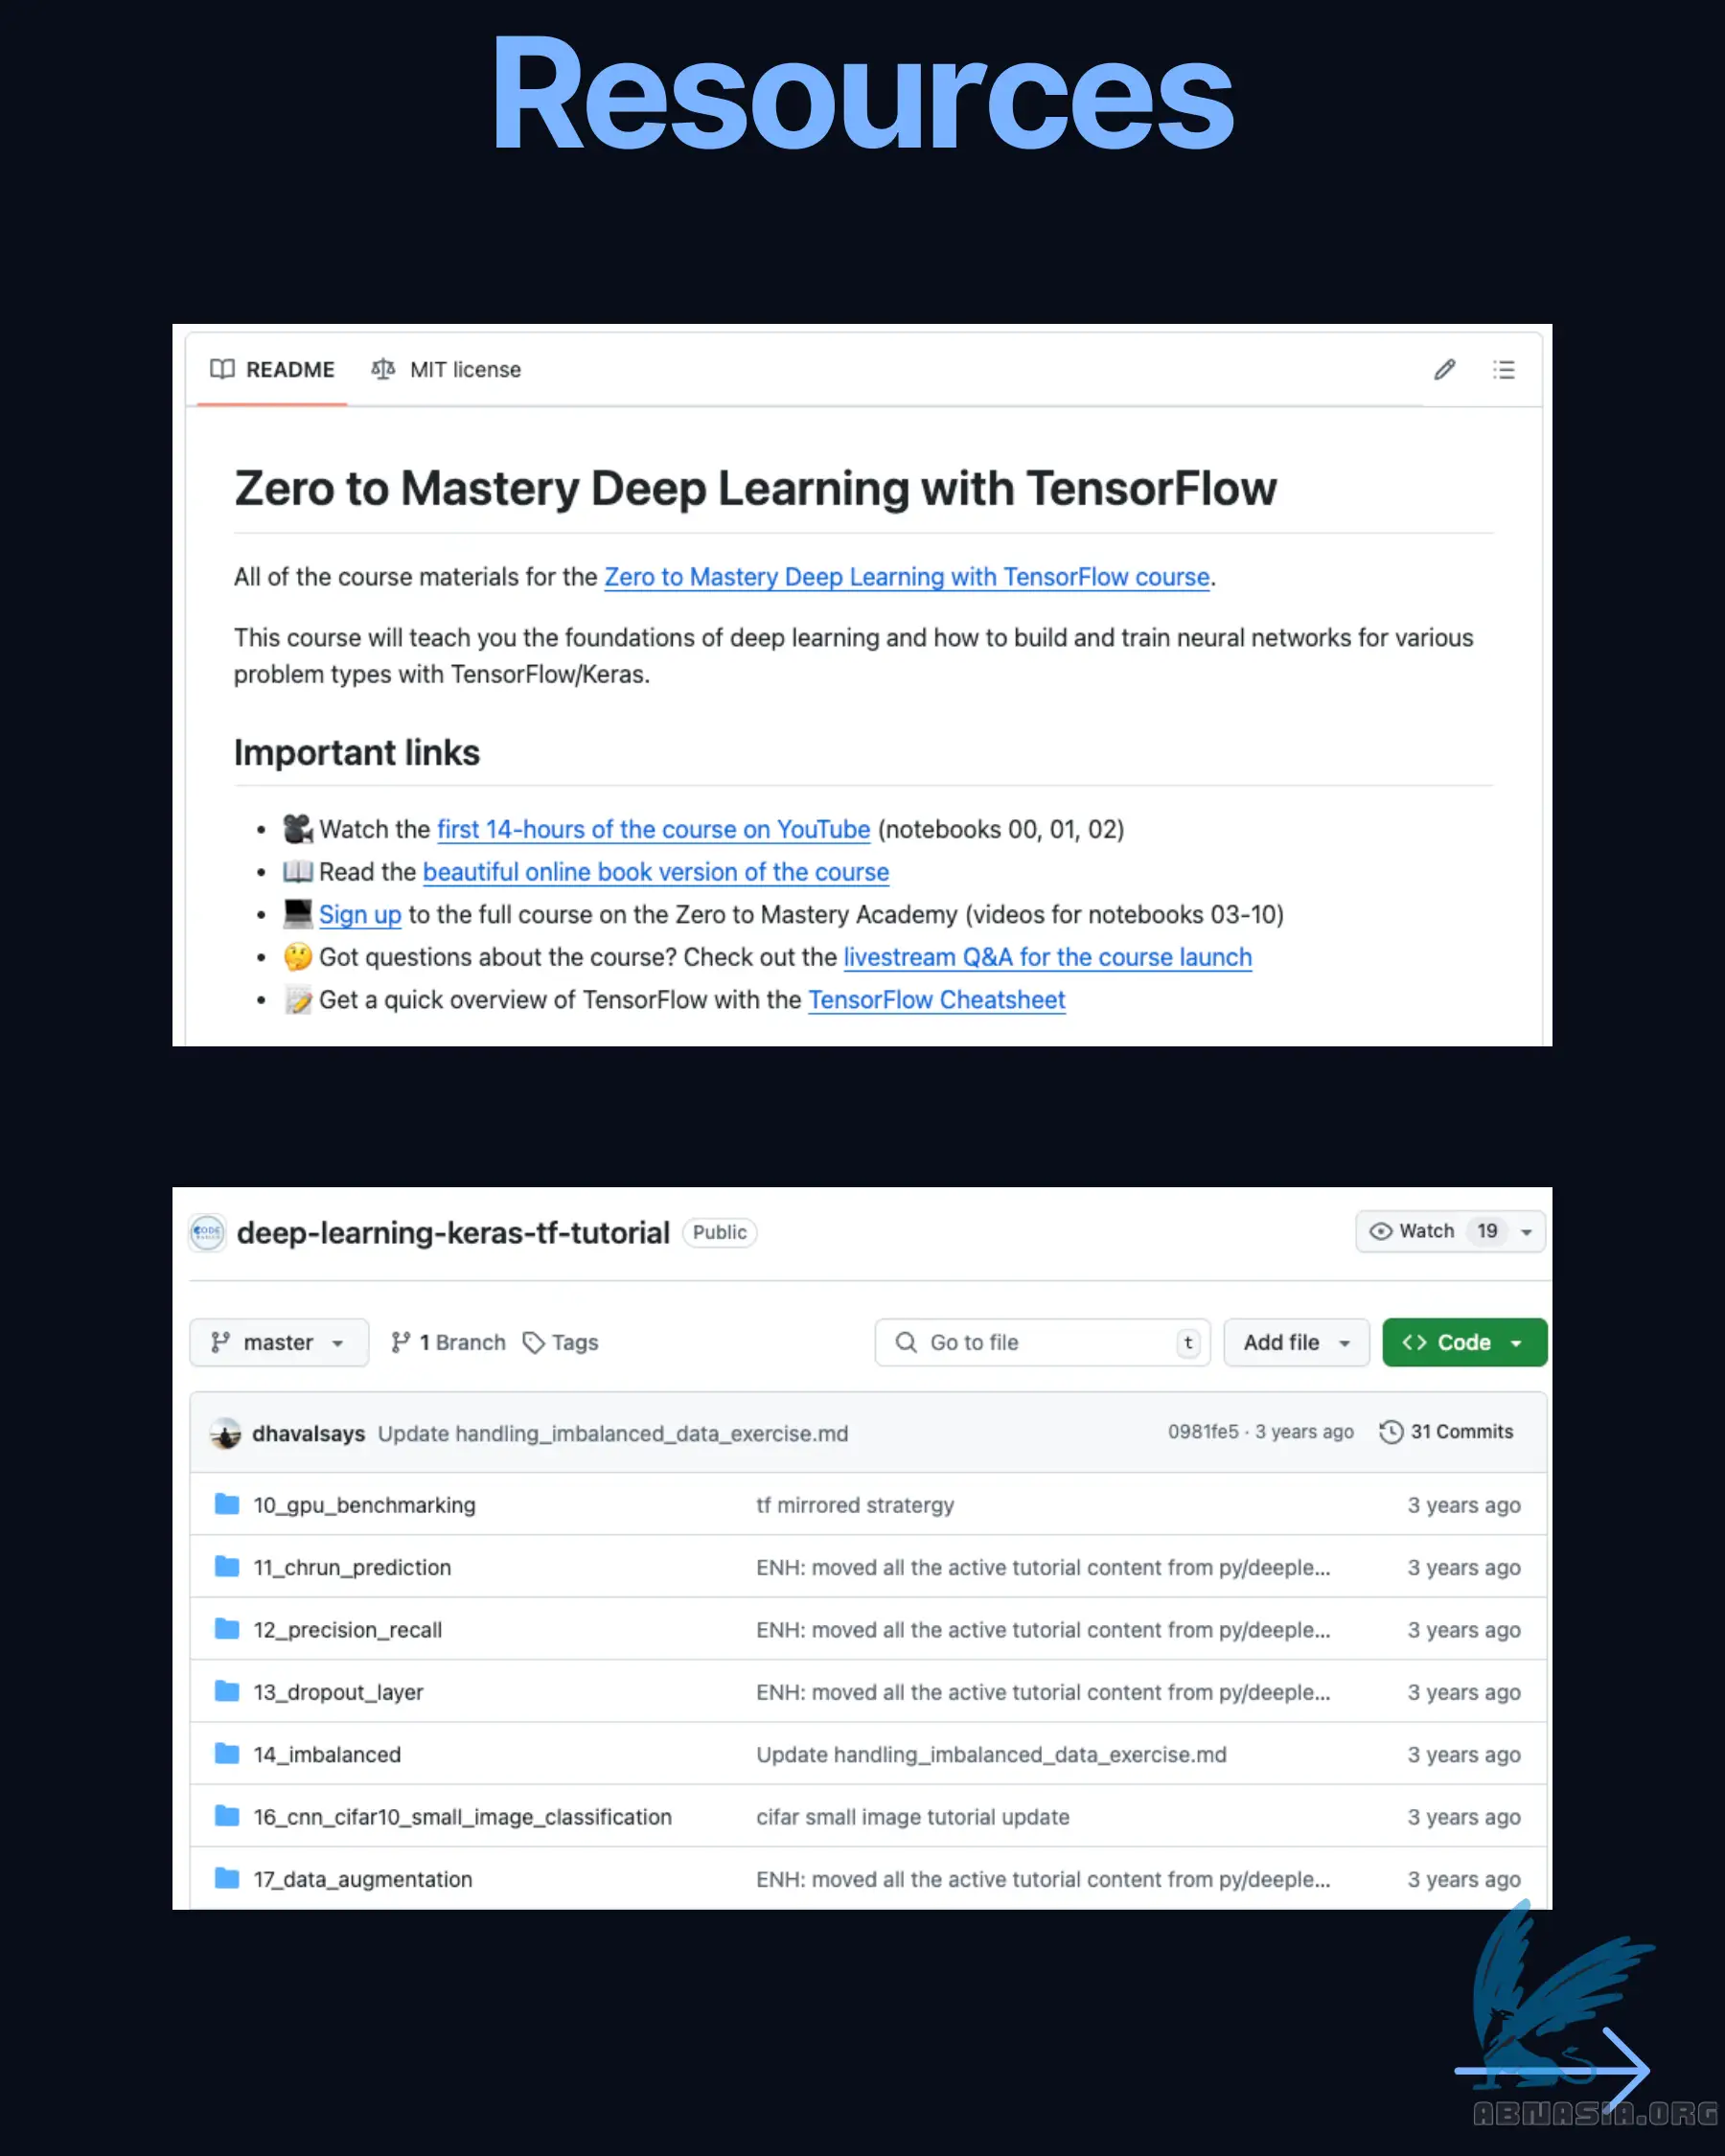 Resources
README MIT license
Zero to Mastery Deep Learning with TensorFlow
All of the course materials for the Zero to Mastery Deep Learning with TensorFlow course.
This course will teach you the foundations of deep learning and how to build and train neural networks for various
problem types with TensorFlow/Keras.
Important links
• 🎥 Watch the first 14-hours of the course on YouTube (notebooks 00, 01, 02)
• 📖 Read the beautiful online book version of the course
• 💻 Sign up to the full course on the Zero to Mastery Academy (videos for notebooks 03-10)
• 🤔 Got questions about the course? Check out the livestream Q&A for the course launch
• 📝 Get a quick overview of TensorFlow with the TensorFlow Cheatsheet
CODE
deep-learning-keras-tf-tutorial Public Watch 19
master 1 Branch Tags Go to file t Add file <> Code
dhavalsays Update handling_imbalanced_data_exercise.md 0981fe5 · 3 years ago 31 Commits
10_gpu_benchmarking tf mirrored stratergy 3 years ago
11_chrun_prediction ENH: moved all the active tutorial content from py/deeple... 3 years ago
12_precision_recall ENH: moved all the active tutorial content from py/deeple... 3 years ago
13_dropout_layer ENH: moved all the active tutorial content from py/deeple... 3 years ago
14_imbalanced Update handling_imbalanced_data_exercise.md 3 years ago
16_cnn_cifar10_small_image_classification cifar small image tutorial update 3 years ago
17_data_augmentation ENH: moved all the active tutorial content from py/deeple... 3 years ago
ABNASIA.ORG